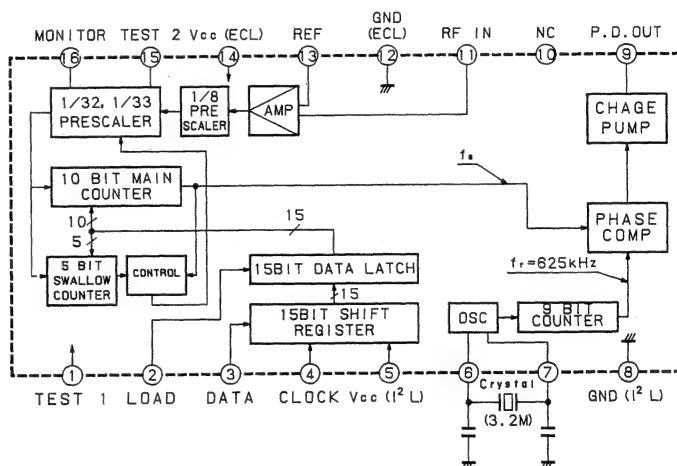 MONITOR TEST 2 Vcc (ECL) REF GND (ECL) RF IN NC P.D.OUT
16 15 14 13 12 11 10 9
1/32, 1/33 PRESCALER
1/8 PRE SCALER
AMP
CHAGE PUMP
10 BIT MAIN COUNTER
fs
PHASE COMP
10
5
15
5 BIT SWALLOW COUNTER
CONTROL
15BIT DATA LATCH
fr=625kHz
15
15BIT SHIFT REGISTER
OSC
9 BIT COUNTER
1 2 3 4 5 6 7 8
TEST 1 LOAD DATA CLOCK Vcc (I² L) Crystal (3.2M) GND (I² L)